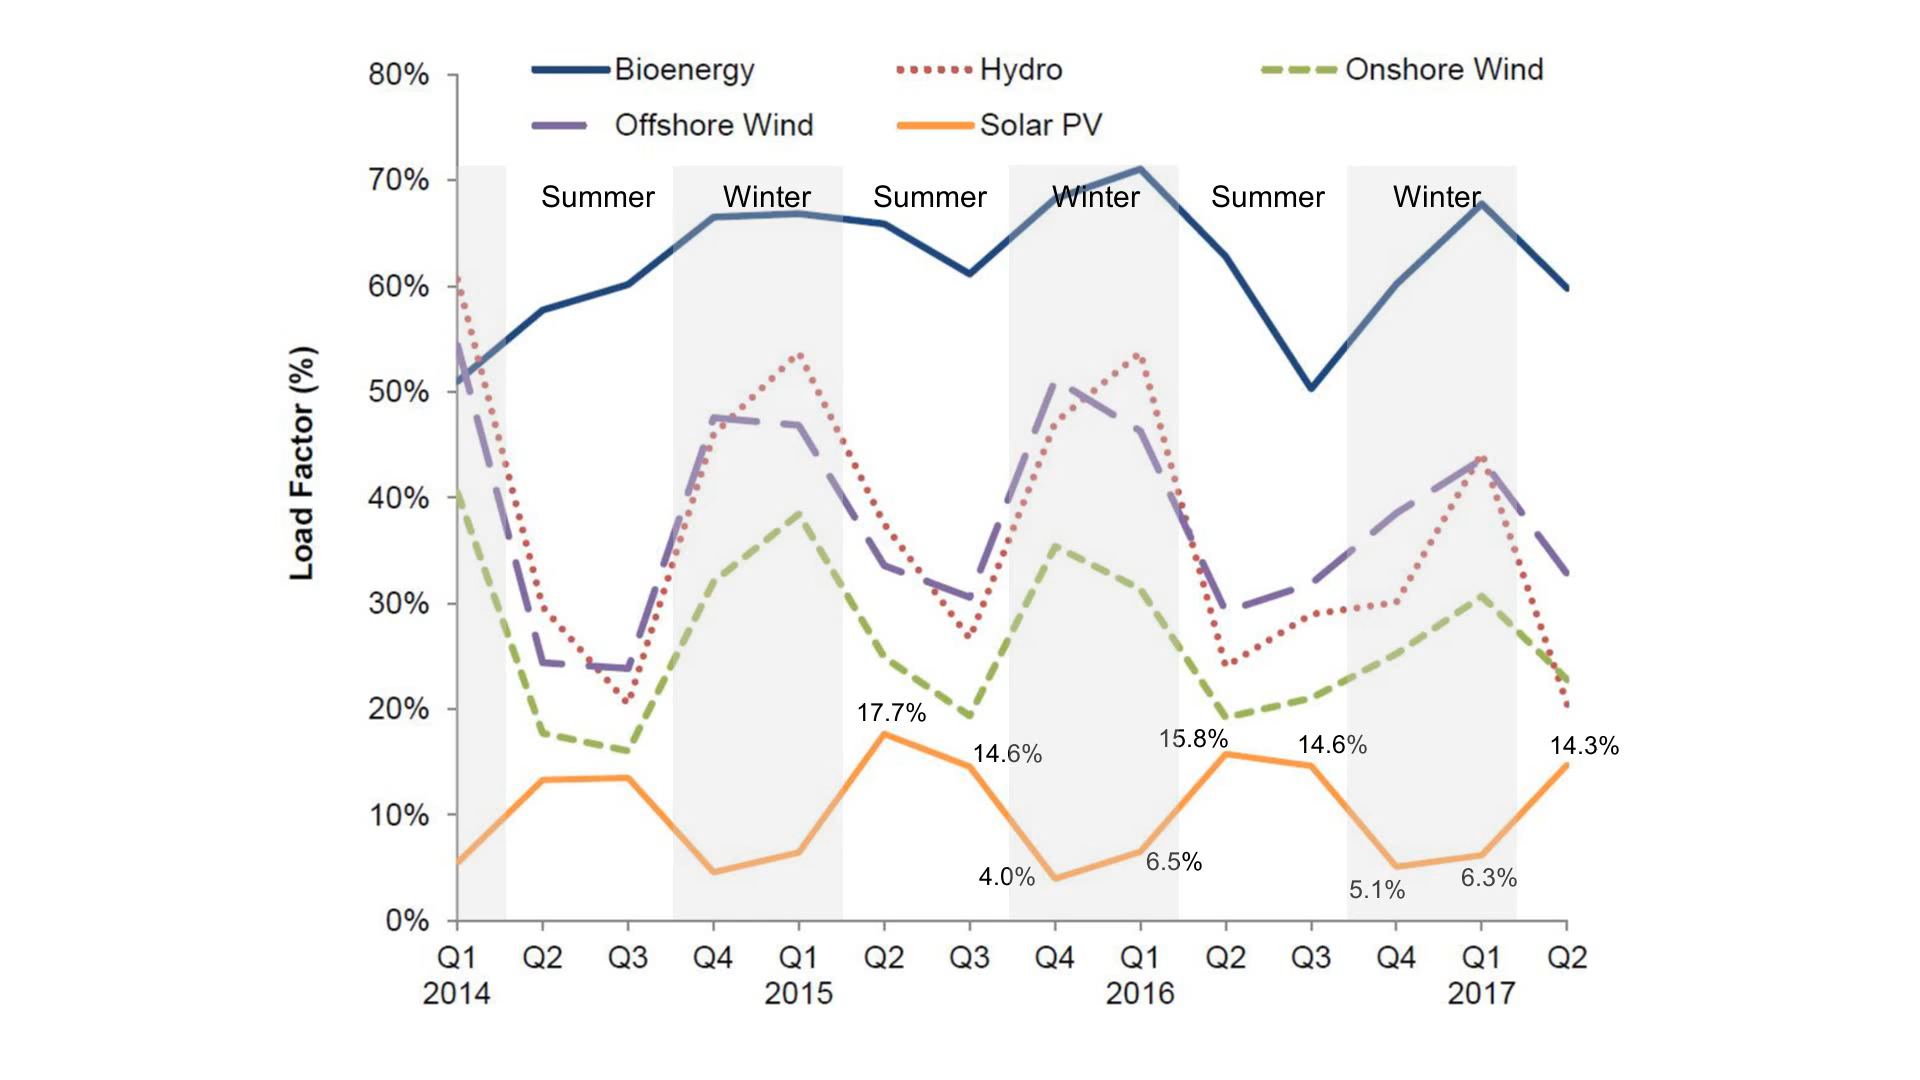 80%
Bioenergy
Hydro
Onshore Wind
Offshore Wind
Solar PV
70%
Summer
Winter
Summer
Winter
Summer
Winter
60%
50%
40%
30%
20%
10%
0%
Load Factor (%)
17.7%
14.6%
15.8%
14.6%
14.3%
4.0%
6.5%
5.1%
6.3%
Q1 Q2 Q3 Q4 Q1 Q2 Q3 Q4 Q1 Q2 Q3 Q4 Q1 Q2
2014 2015 2016 2017